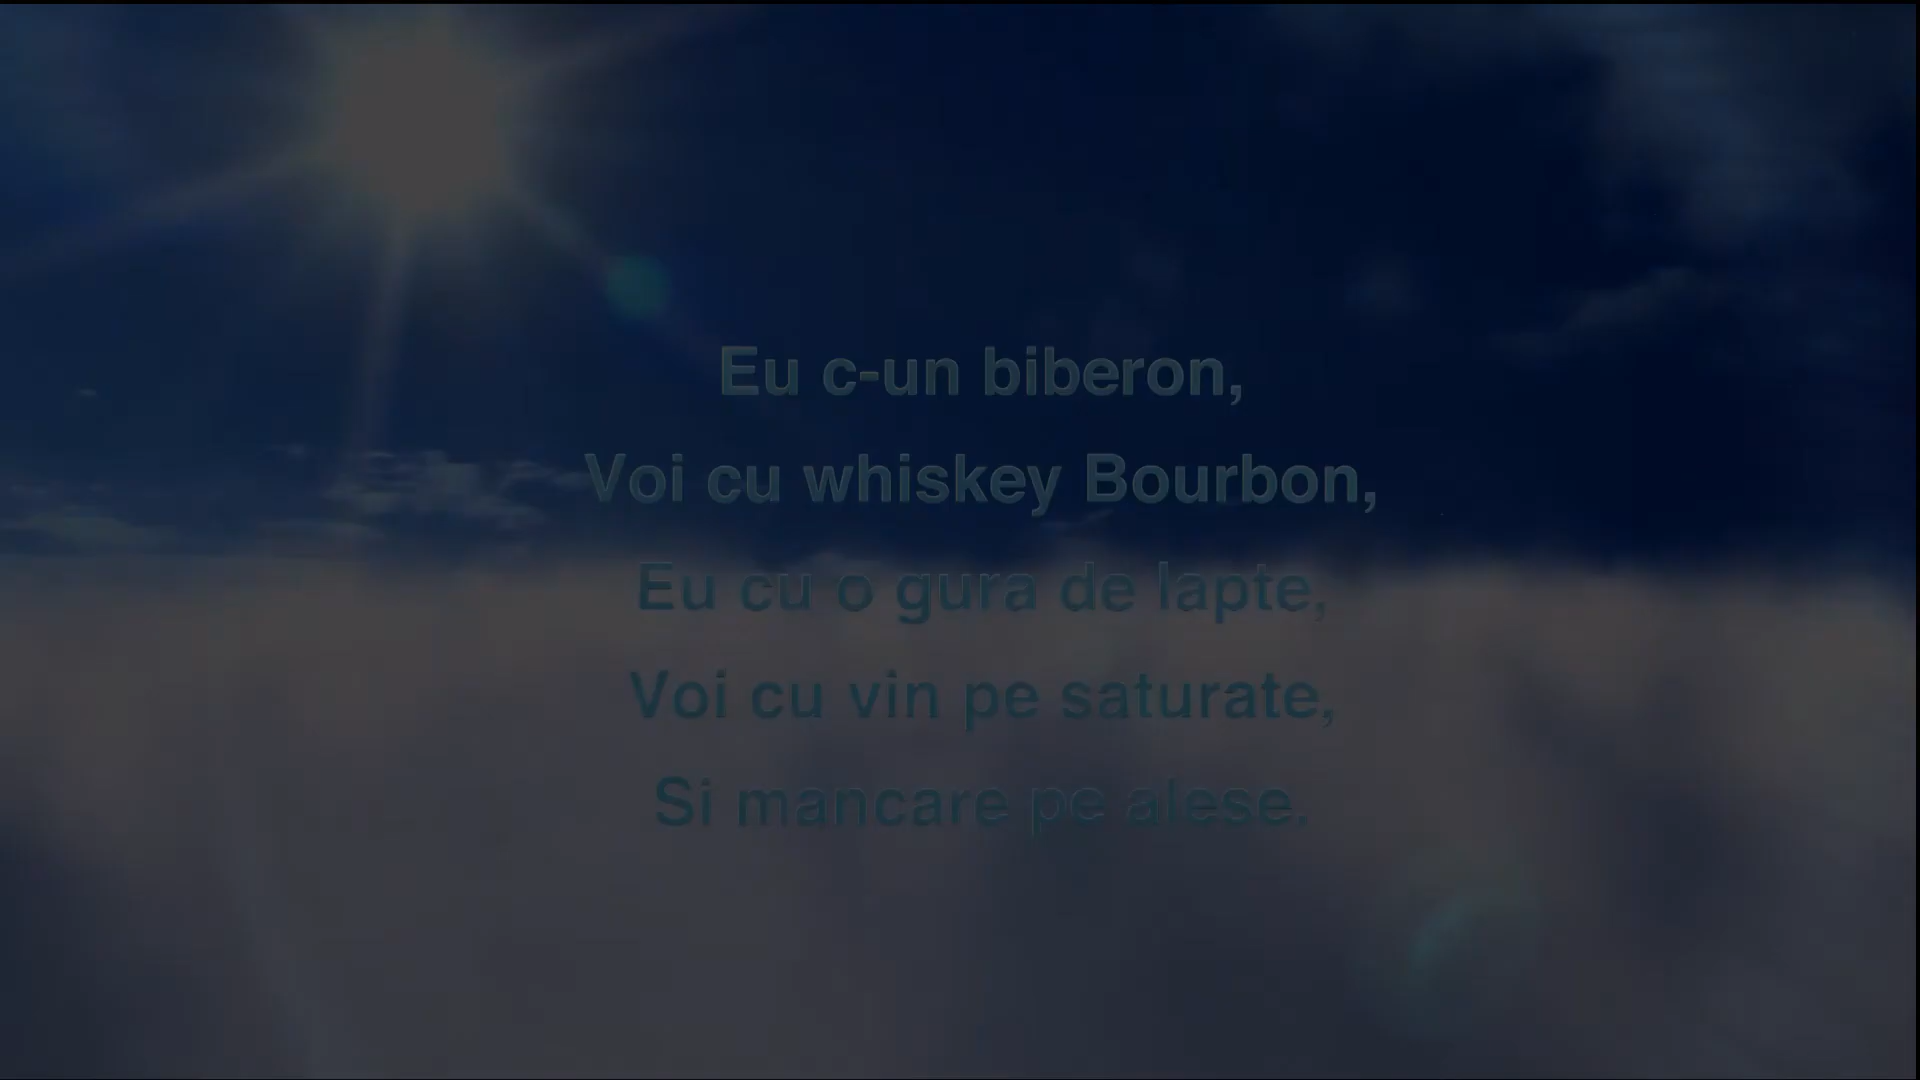 Eu c-un biberon,
Voi cu whiskey Bourbon,
Eu cu o gura de lapte,
Voi cu vin pe saturate,
Si mancare pe alese.